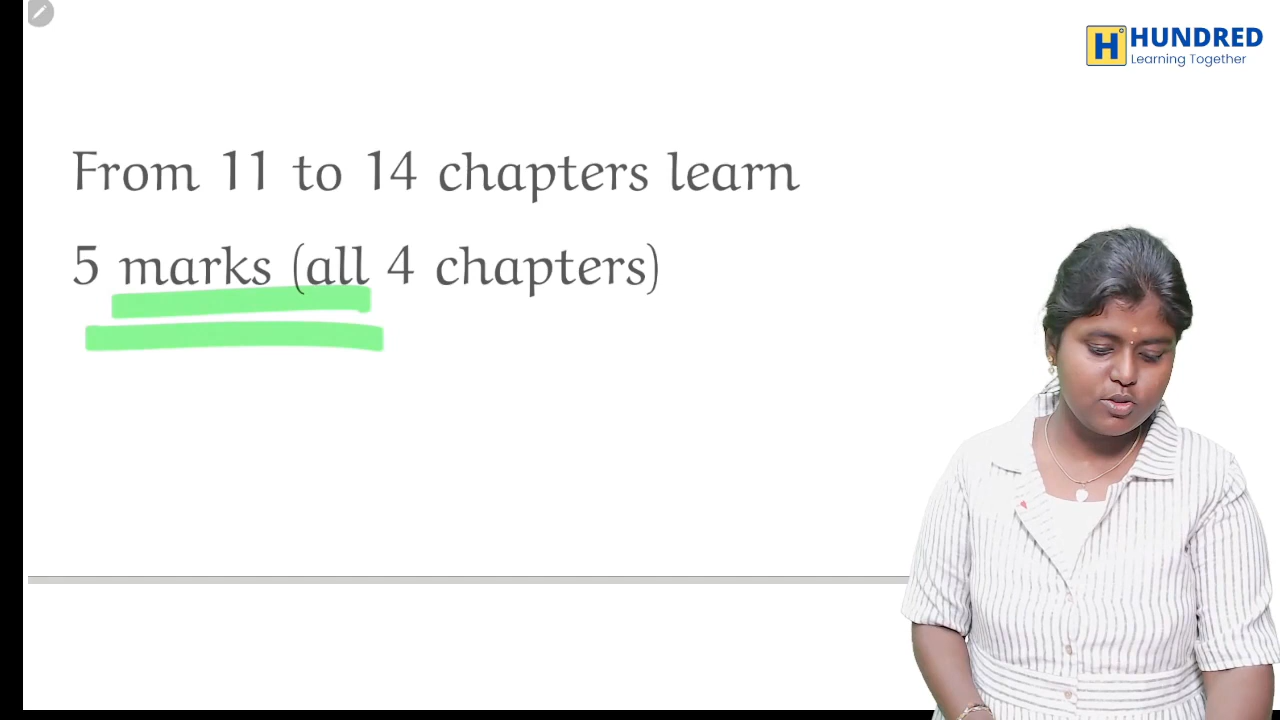 HUNDRED
Learning Together
From 11 to 14 chapters learn
5 marks (all 4 chapters)